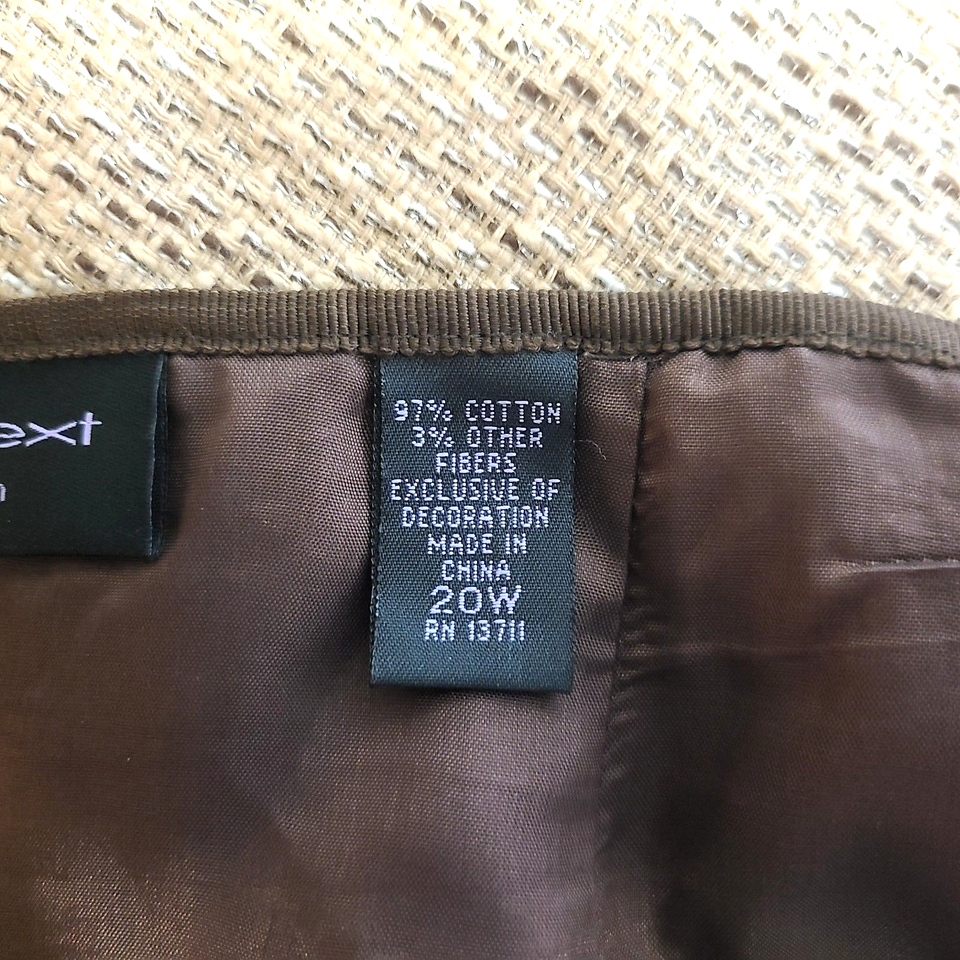 ext
97% COTTON
3% OTHER
FIBERS
EXCLUSIVE OF
DECORATION
MADE IN
CHINA
20W
RN 13711